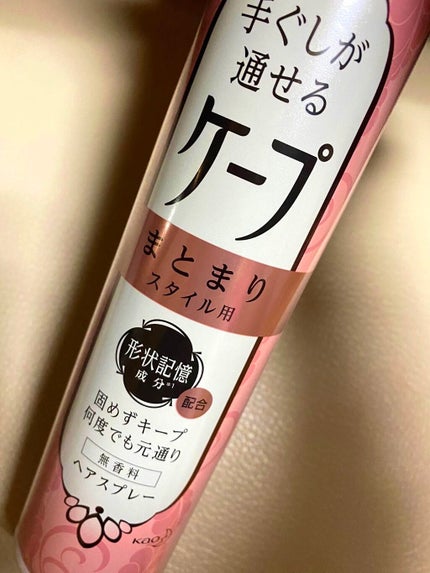 手ぐしが
通せる
ケープ
まとまり
スタイル用
形状記憶
成分※1
配合
固めずキープ
何度でも元通り
無香料
ヘアスプレー
Kao